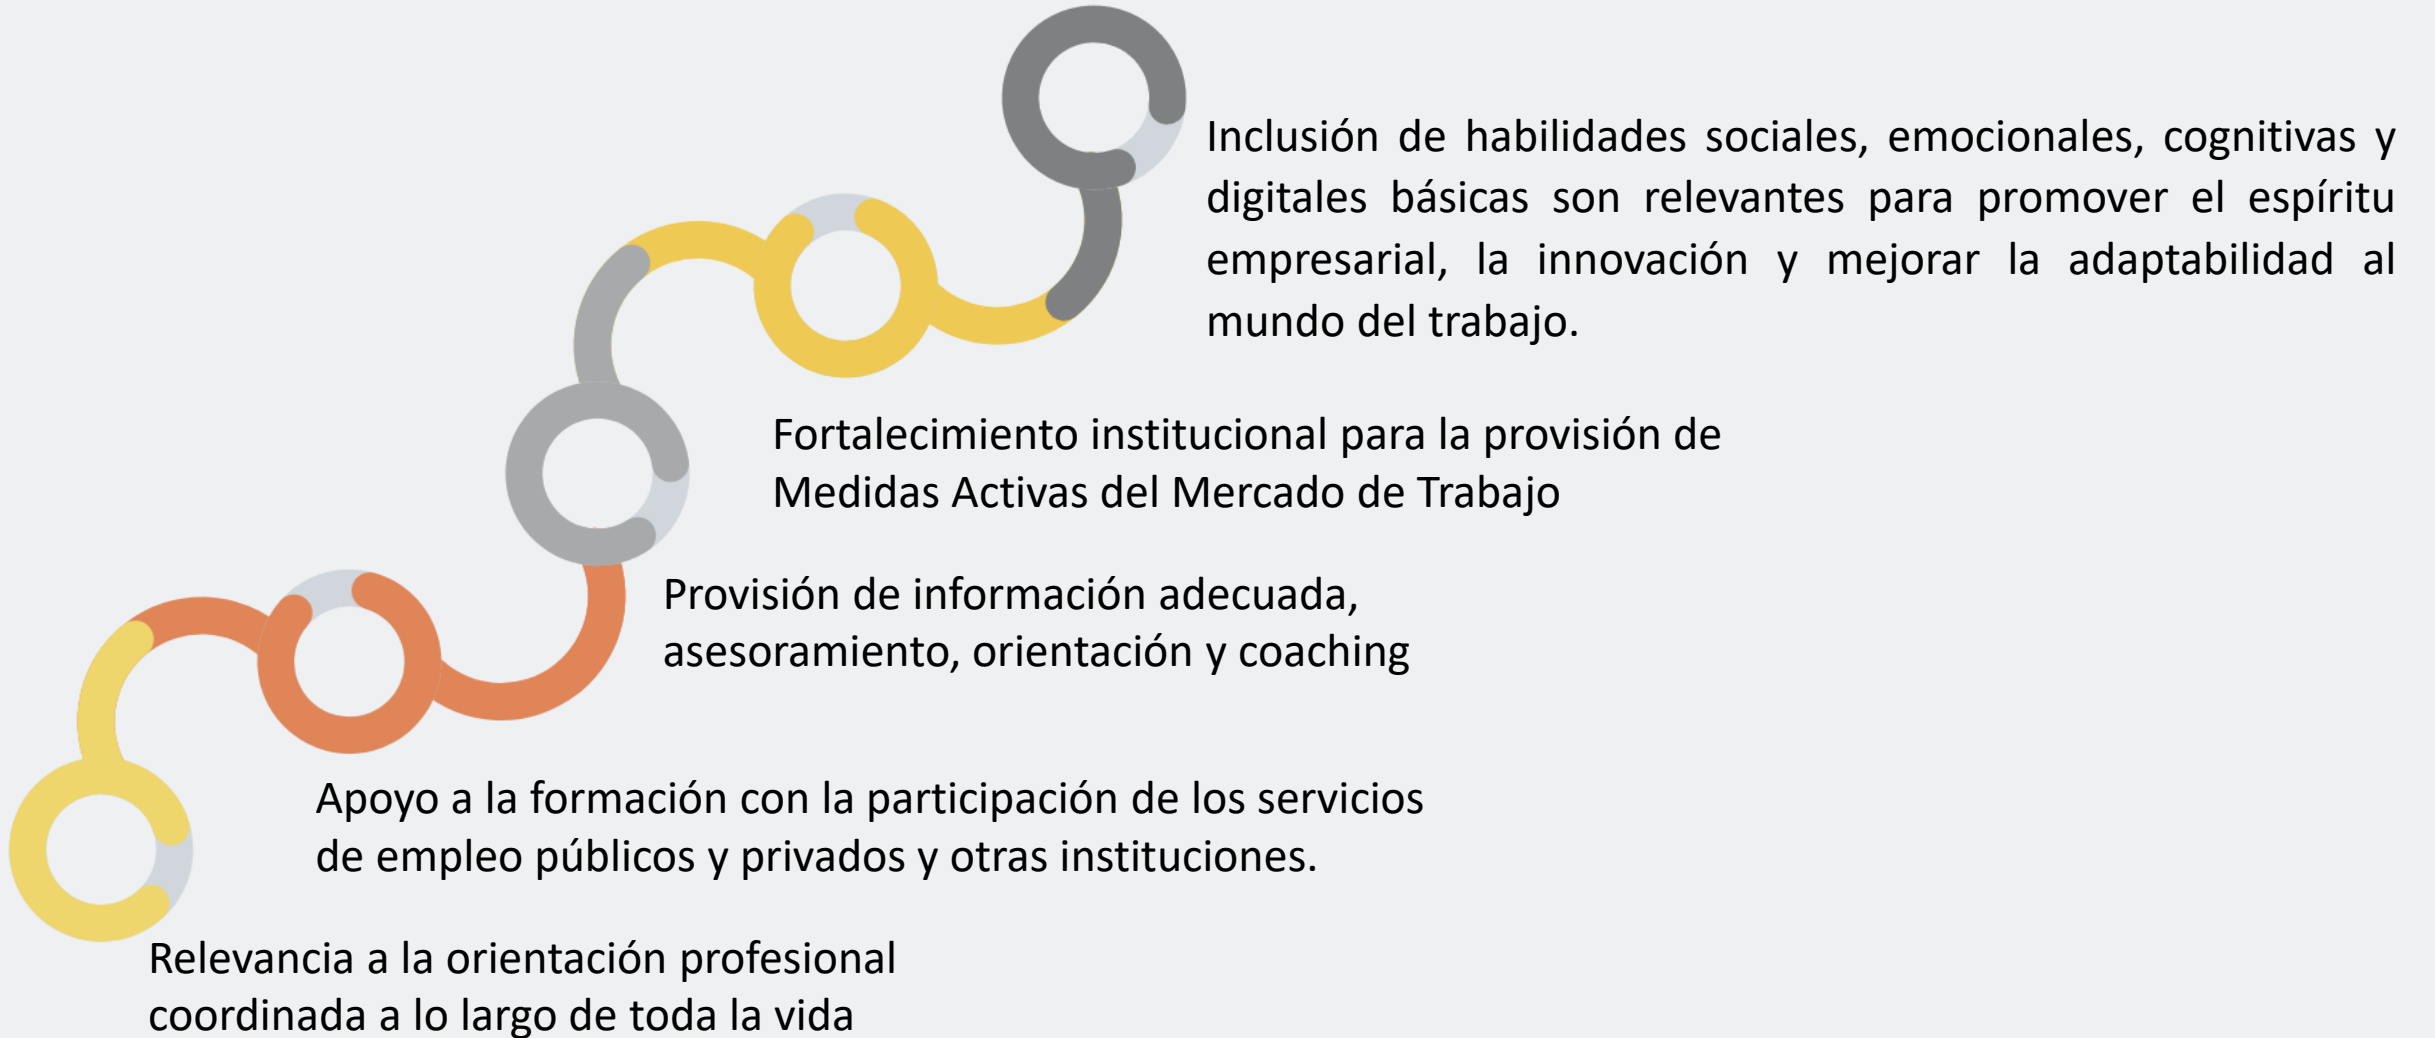 Inclusión de habilidades sociales, emocionales, cognitivas y
digitales básicas son relevantes para promover el espíritu
empresarial, la innovación y mejorar la adaptabilidad al
mundo del trabajo.
Fortalecimiento institucional para la provisión de
Medidas Activas del Mercado de Trabajo
Provisión de información adecuada,
asesoramiento, orientación y coaching
Apoyo a la formación con la participación de los servicios
de empleo públicos y privados y otras instituciones.
Relevancia a la orientación profesional
coordinada a lo largo de toda la vida